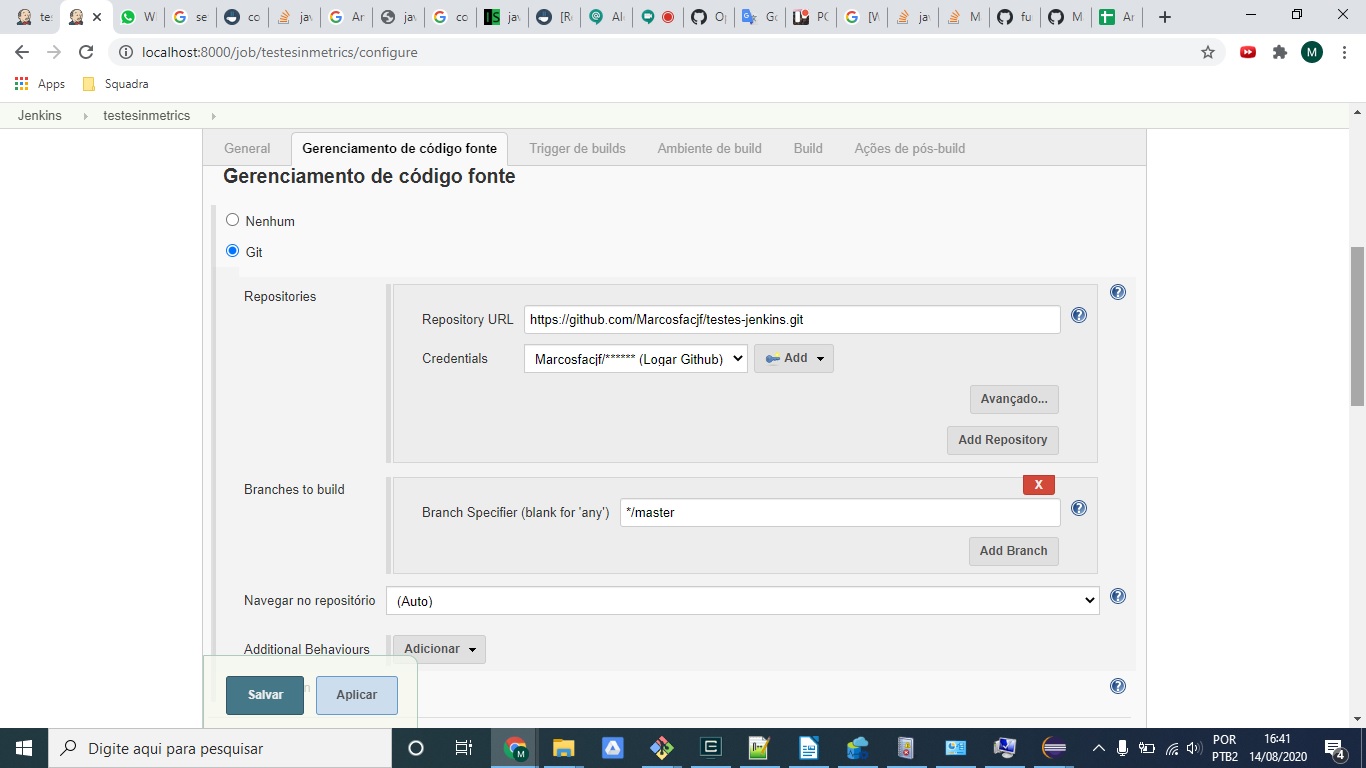 te:
W
se
co
jav
Ar
jav
co
jav
[Re
Alo
Op
Go
PC
[W
jav
M
fu
M
Ar
localhost:8000/job/testesinmetrics/configure
M
Apps
Squadra
Jenkins
testesinmetrics
General
Gerenciamento de código fonte
Trigger de builds
Ambiente de build
Build
Ações de pós-build
Gerenciamento de código fonte
Nenhum
Git
Repositories
Repository URL
https://github.com/Marcosfacjf/testes-jenkins.git
Credentials
Marcosfacjf/****** (Logar Github)
Add
Avançado...
Add Repository
Branches to build
X
Branch Specifier (blank for 'any')
*/master
Add Branch
Navegar no repositório
(Auto)
Additional Behaviours
Adicionar
Salvar
Aplicar
Digite aqui para pesquisar
POR
PTB2
16:41
14/08/2020
4